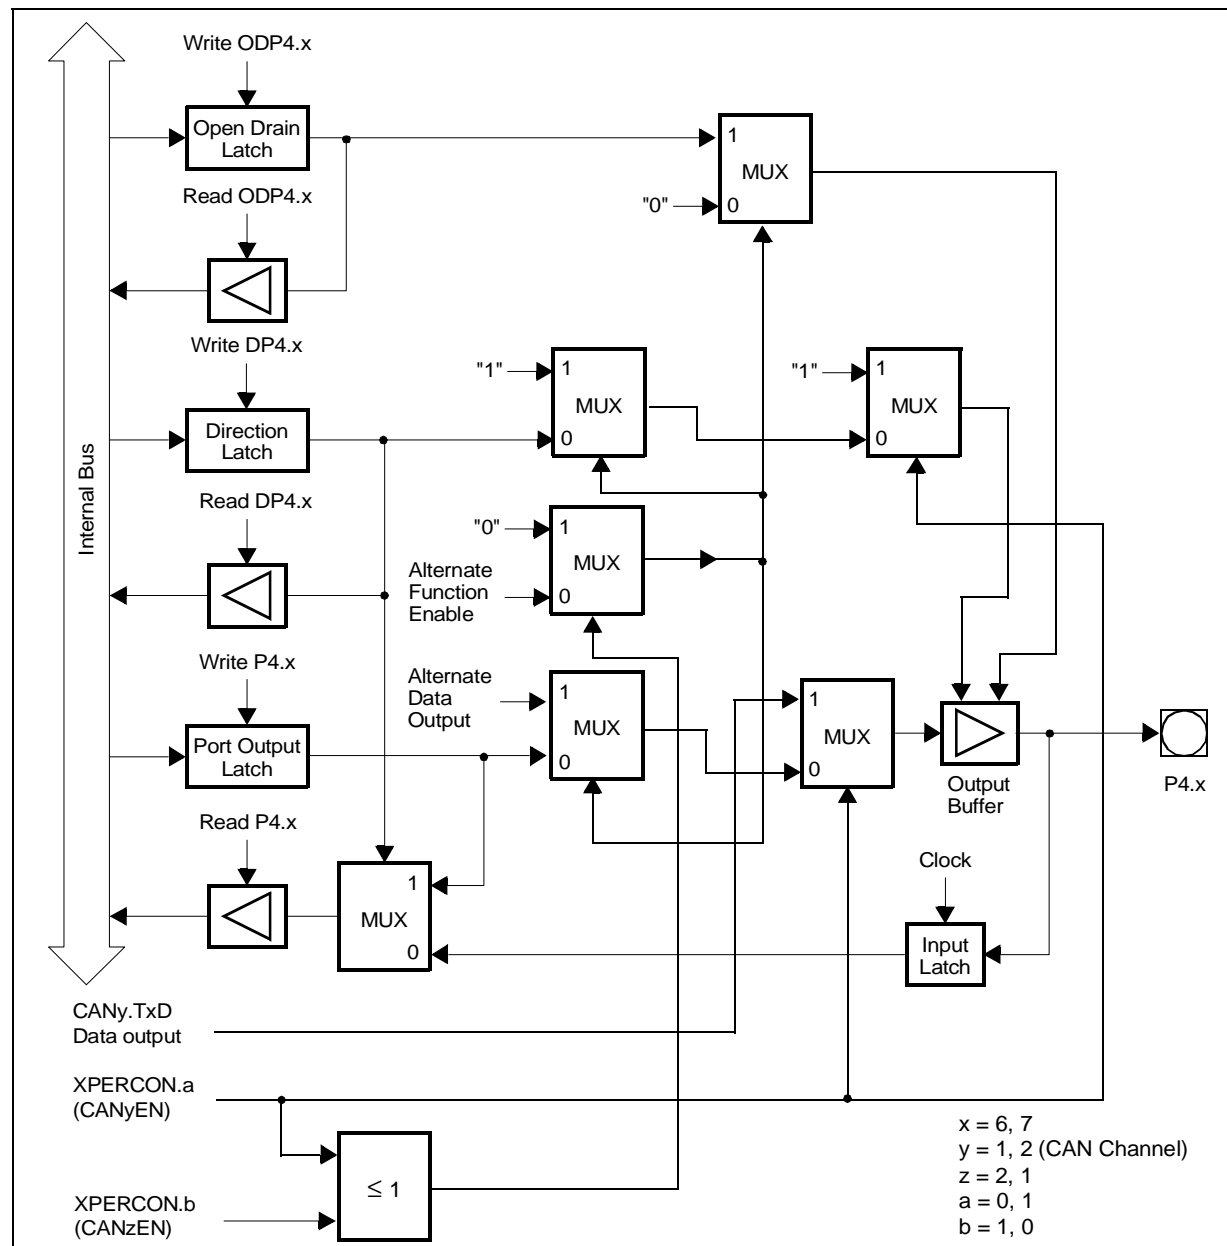 Write ODP4.x
Open Drain
Latch
1
MUX
"0"
0
Read ODP4.x
Write DP4.x
"1"
1
MUX
0
"1"
1
MUX
0
Direction
Latch
Internal Bus
Read DP4.x
"0"
1
MUX
Alternate
Function
Enable
0
Write P4.x
Alternate
Data
Output
1
MUX
0
1
MUX
0
Port Output
Latch
Output
Buffer
P4.x
Read P4.x
1
MUX
0
Clock
Input
Latch
CANy.TxD
Data output
XPERCON.a
(CANyEN)
≤ 1
XPERCON.b
(CANzEN)
x = 6, 7
y = 1, 2 (CAN Channel)
z = 2, 1
a = 0, 1
b = 1, 0